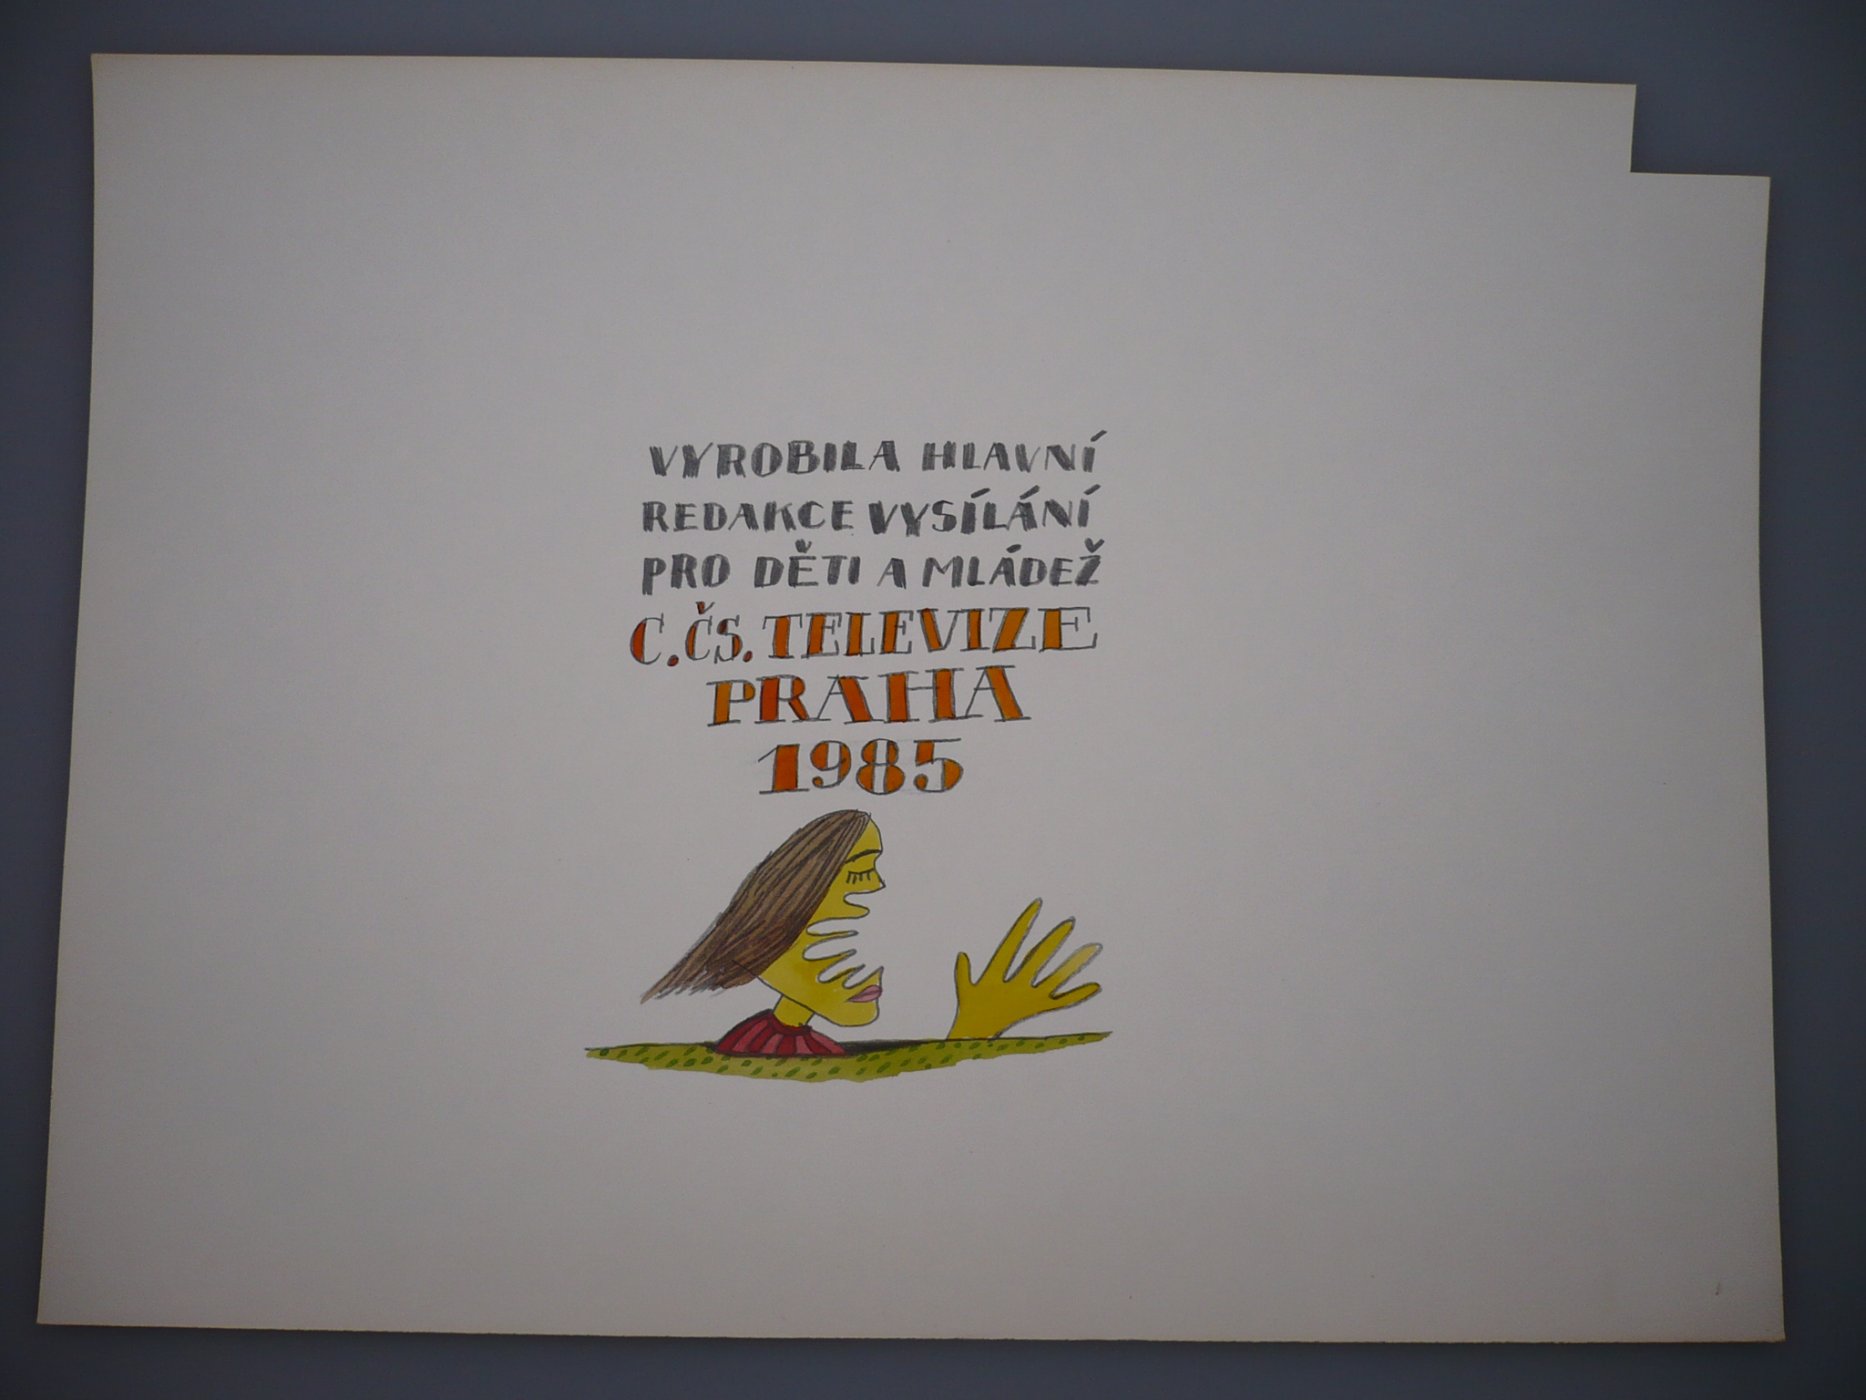 VYROBILA HLAVNÍ
REDAKCE VYSÍLÁNÍ
PRO DĚTI A MLÁDEŽ
C.ČS.TELEVIZE
PRAHA
1985